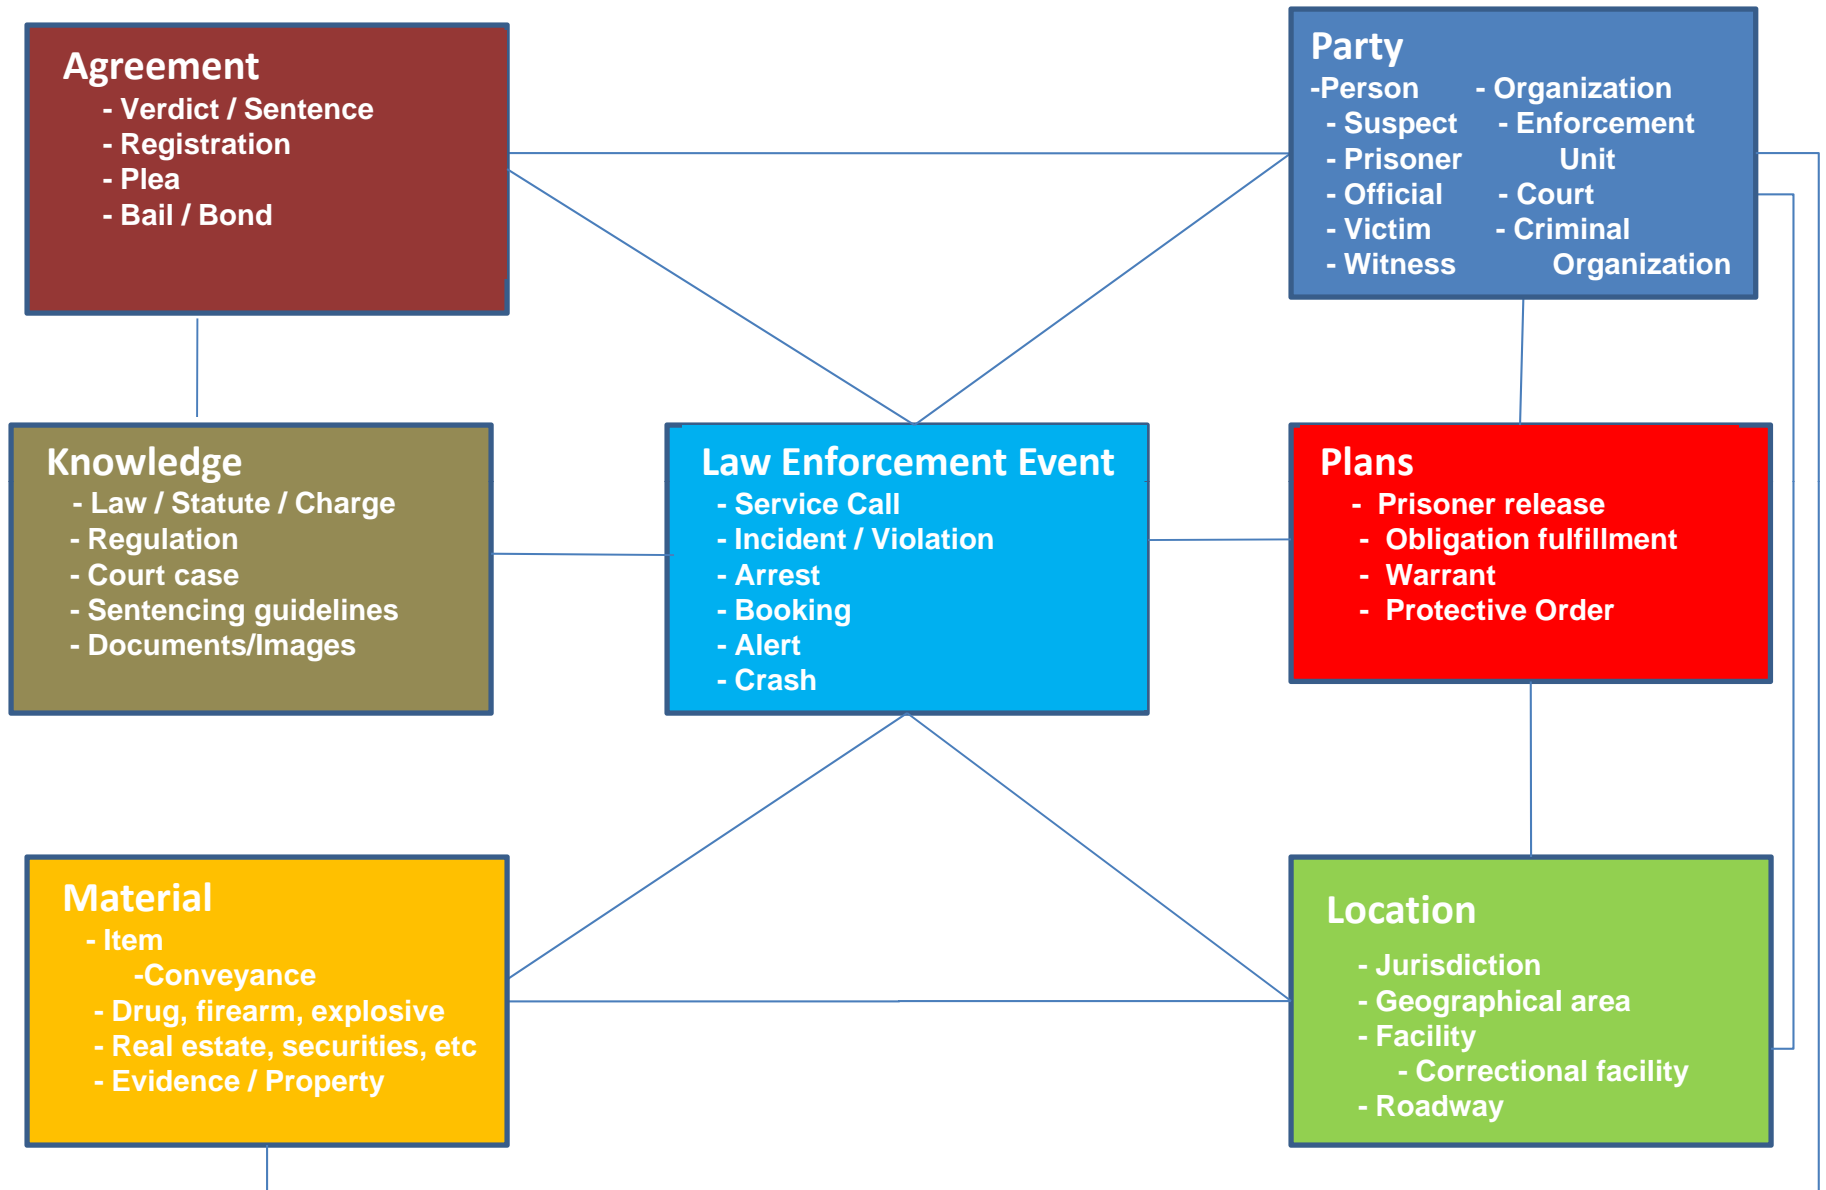 Agreement
- Verdict / Sentence
- Registration
- Plea
- Bail / Bond
Party
-Person - Organization
- Suspect - Enforcement
- Prisoner Unit
- Official - Court
- Victim - Criminal
- Witness Organization
Knowledge
- Law / Statute / Charge
- Regulation
- Court case
- Sentencing guidelines
- Documents/Images
Law Enforcement Event
- Service Call
- Incident / Violation
- Arrest
- Booking
- Alert
- Crash
Plans
- Prisoner release
- Obligation fulfillment
- Warrant
- Protective Order
Material
- Item
-Conveyance
- Drug, firearm, explosive
- Real estate, securities, etc
- Evidence / Property
Location
- Jurisdiction
- Geographical area
- Facility
- Correctional facility
- Roadway